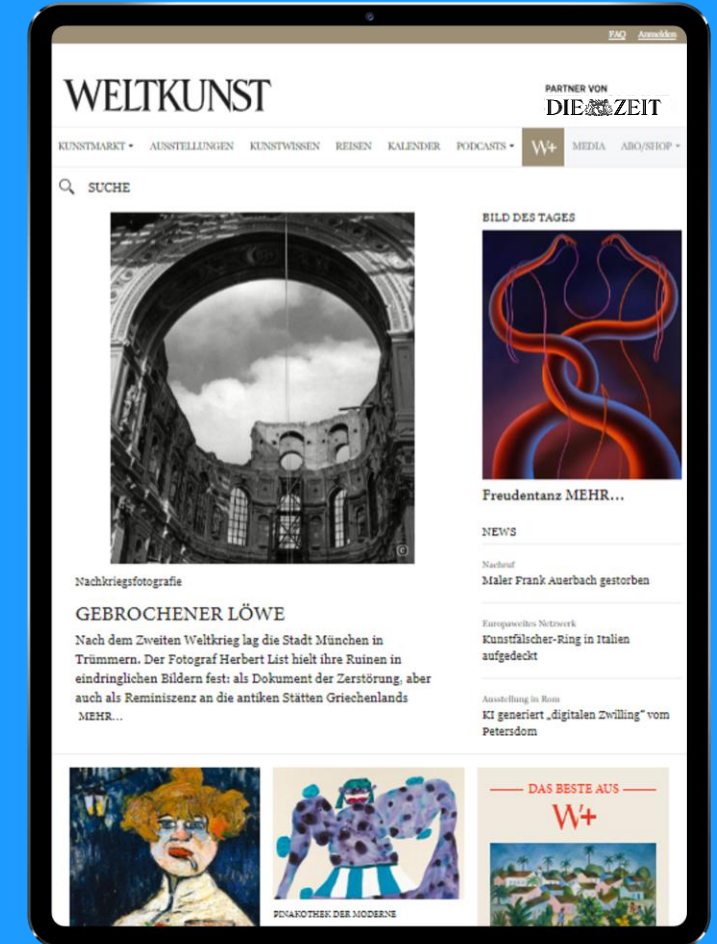 FAQ Anmelden
WELTKUNST
PARTNER VON
DIE ZEIT
KUNSTMARKT AUSSTELLUNGEN KUNSTWISSEN REISEN KALENDER PODCASTS W+ MEDIA ABO/SHOP
SUCHE
Nachkriegsfotografie
GEBROCHENER LÖWE
Nach dem Zweiten Weltkrieg lag die Stadt München in
Trümmern. Der Fotograf Herbert List hielt ihre Ruinen in
eindringlichen Bildern fest: als Dokument der Zerstörung, aber
auch als Reminiszenz an die antiken Stätten Griechenlands
MEHR...
BILD DES TAGES
Freudentanz MEHR...
NEWS
Nachruf
Maler Frank Auerbach gestorben
Europaweites Netzwerk
Kunstfälscher-Ring in Italien
aufgedeckt
Ausstellung in Rom
KI generiert „digitalen Zwilling" vom
Petersdom
PINAKOTHEK DER MODERNE
DAS BESTE AUS
W+